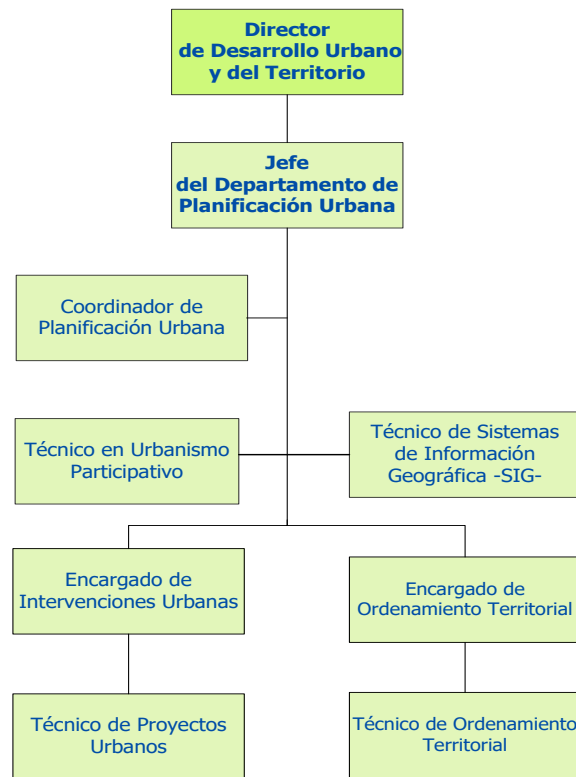 Director
de Desarrollo Urbano
y del Territorio
Jefe
del Departamento de
Planificación Urbana
Coordinador de
Planificación Urbana
Técnico en Urbanismo
Participativo
Técnico de Sistemas
de Información
Geográfica -SIG-
Encargado de
Intervenciones Urbanas
Encargado de
Ordenamiento Territorial
Técnico de Proyectos
Urbanos
Técnico de Ordenamiento
Territorial